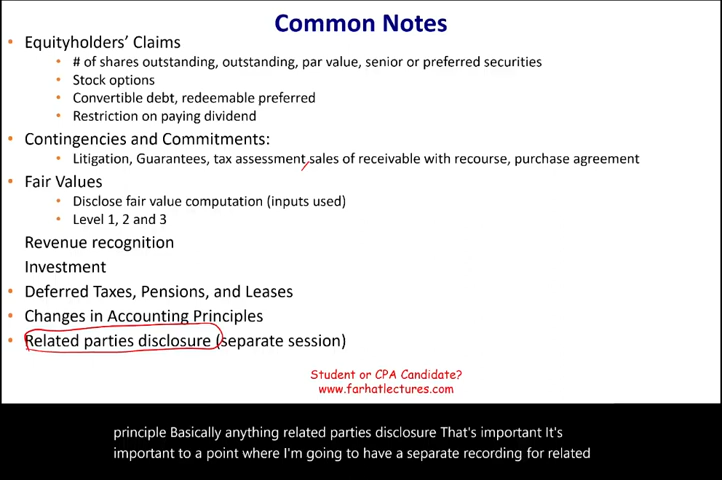 Common Notes
Equityholders' Claims
# of shares outstanding, outstanding, par value, senior or preferred securities
Stock options
Convertible debt, redeemable preferred
Restriction on paying dividend
Contingencies and Commitments:
Litigation, Guarantees, tax assessment,sales of receivable with recourse, purchase agreement
Fair Values
Disclose fair value computation (inputs used)
Level 1, 2 and 3
Revenue recognition
Investment
Deferred Taxes, Pensions, and Leases
Changes in Accounting Principles
Related parties disclosure (separate session)
Student or CPA Candidate?
www.farhatlectures.com
principle Basically anything related parties disclosure That's important It's
important to a point where I'm going to have a separate recording for related